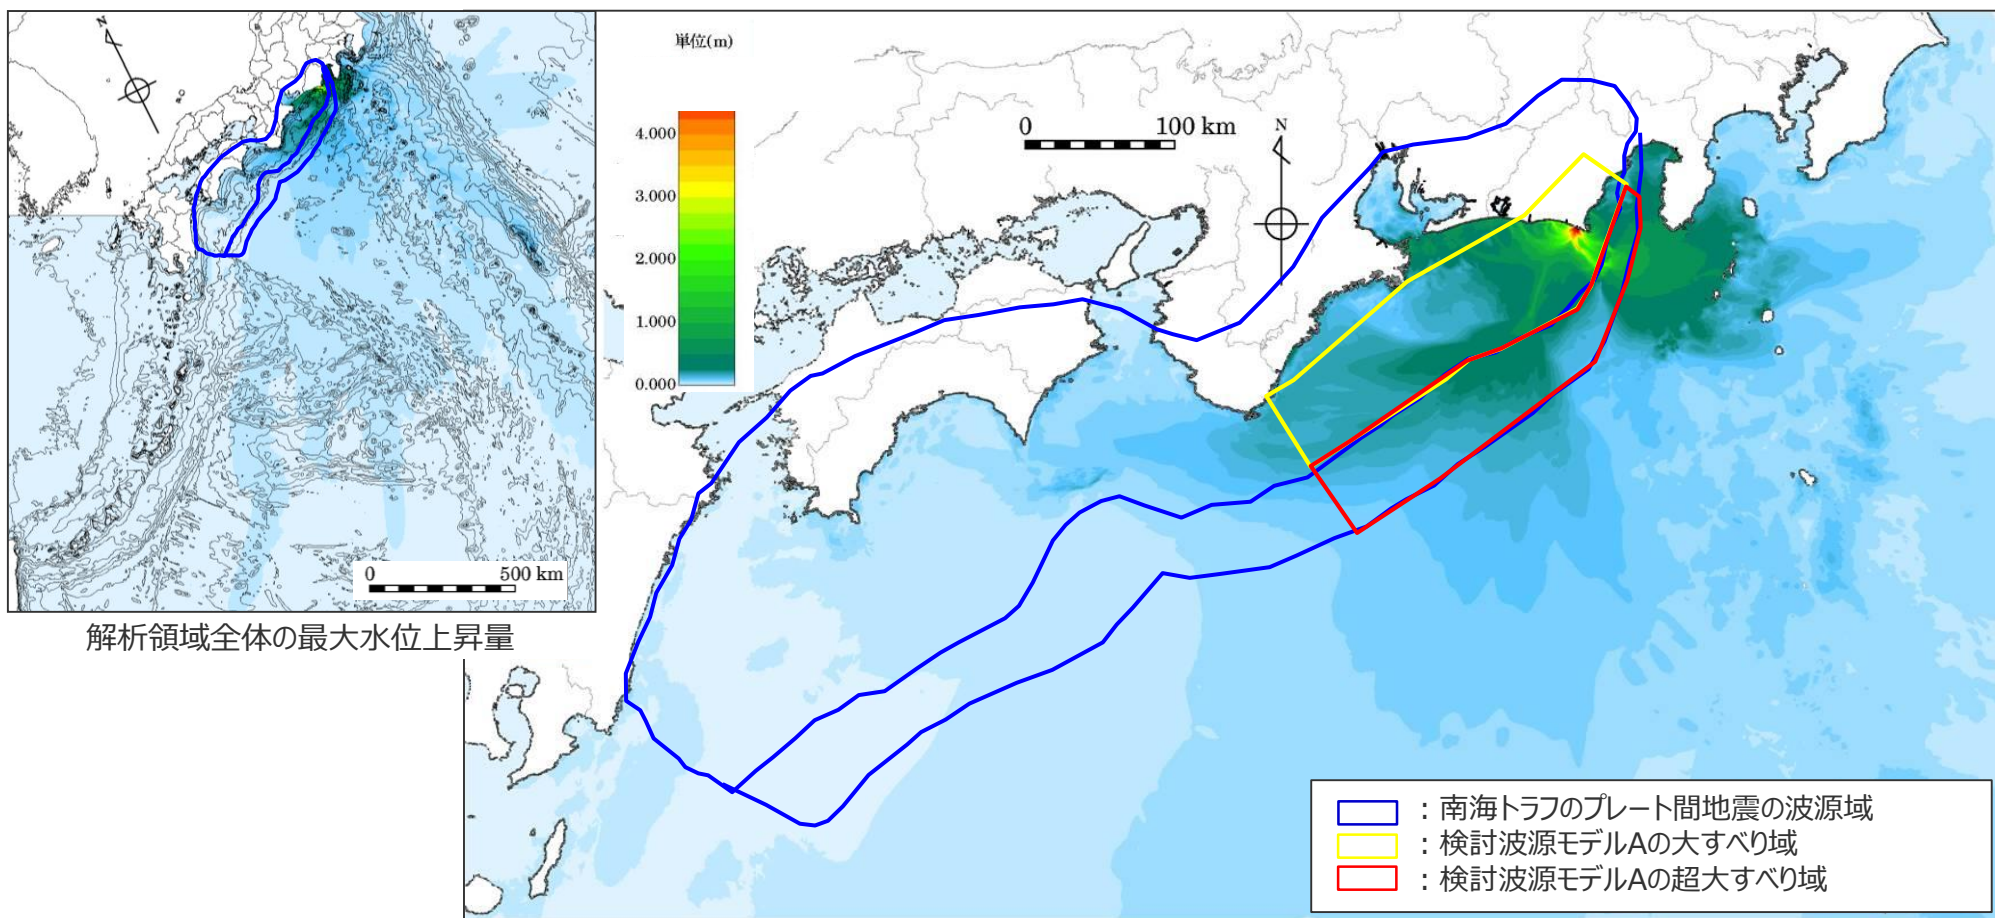 N
0 500 km
解析領域全体の最大水位上昇量
単位(m)
4.000
3.000
2.000
1.000
0.000
0 100 km
N
：南海トラフのプレート間地震の波源域
：検討波源モデルAの大すべり域
：検討波源モデルAの超大すべり域